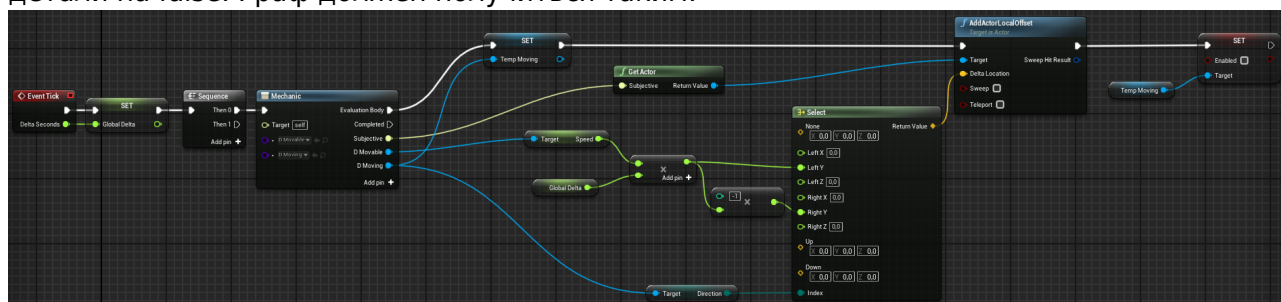 детали на false. Граф должен получиться таким:
SET
Temp Moving
AddActorLocalOffset
Target is Actor
Target
Sweep Hit Result
Delta Location
Sweep
Teleport
SET
Enabled
Target
Temp Moving
Get Actor
Subjective
Return Value
Event Tick
Delta Seconds
SET
Global Delta
Sequence
Then 0
Then 1
Add pin +
Mechanic
Evaluation Body
Target self
Completed
Subjective
D Movable
D Movable
D Moving
D Moving
Add pin +
Target Speed
Global Delta
×
Add pin +
-1 ×
Select
None
Return Value
X 0,0 Y 0,0 Z 0,0
Left X 0,0
Left Y
Left Z 0,0
Right X 0,0
Right Y
Right Z 0,0
Up
X 0,0 Y 0,0 Z 0,0
Down
X 0,0 Y 0,0 Z 0,0
Index
Target Direction